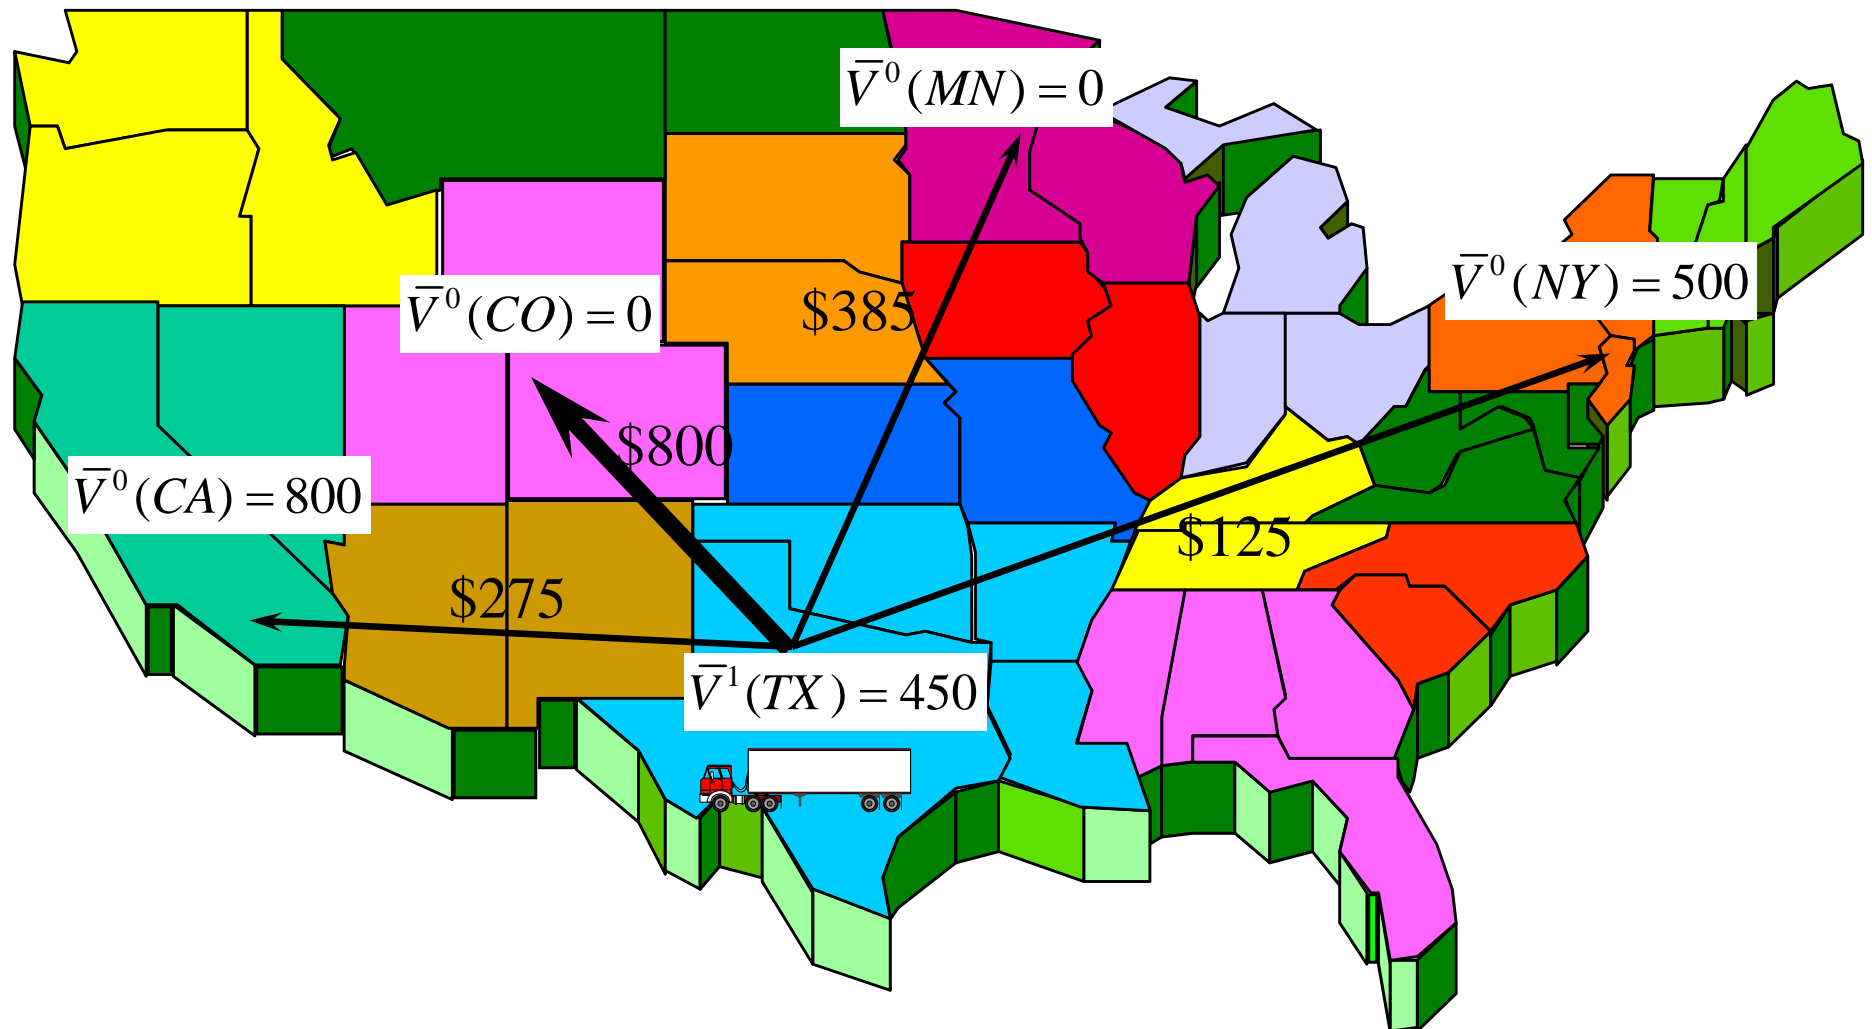 V̅⁰(MN) = 0
V̅⁰(NY) = 500
V̅⁰(CO) = 0
$385
$800
V̅⁰(CA) = 800
$125
$275
V̅¹(TX) = 450